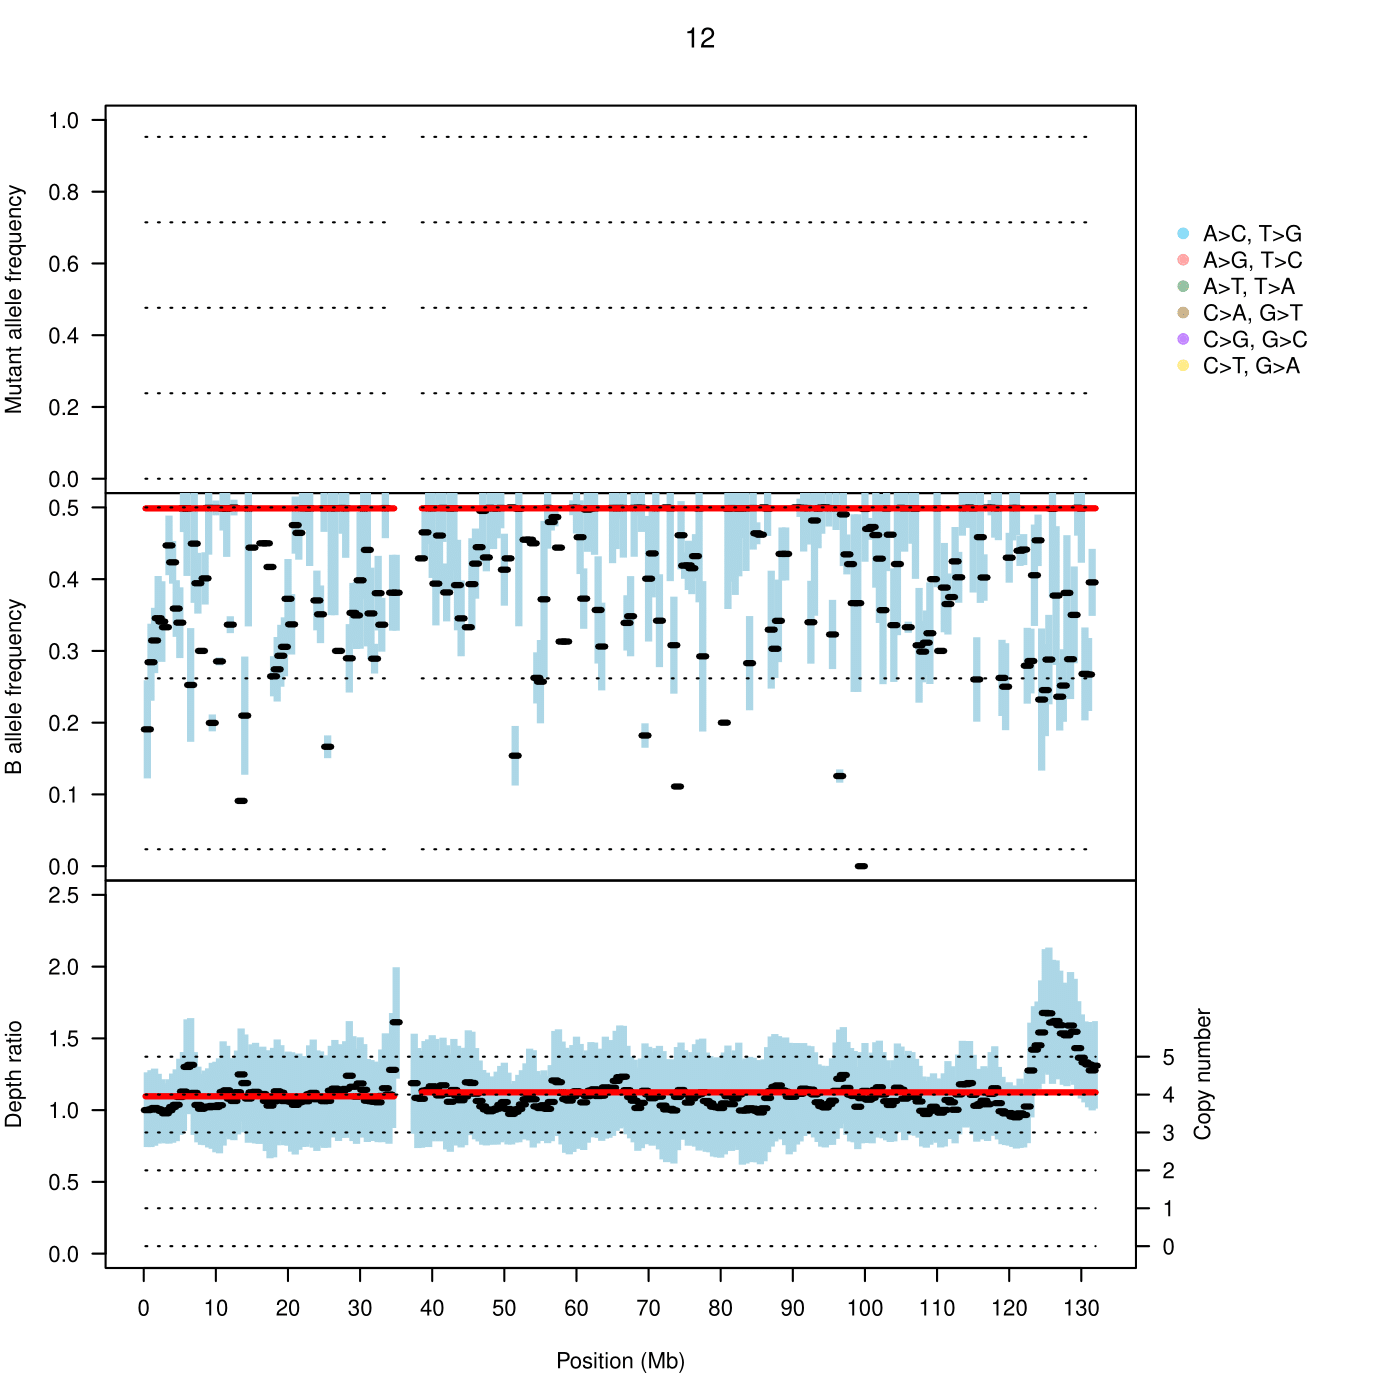 12
Mutant allele frequency
1.0
0.8
0.6
0.4
0.2
0.0
A>C, T>G
A>G, T>C
A>T, T>A
C>A, G>T
C>G, G>C
C>T, G>A
B allele frequency
0.5
0.4
0.3
0.2
0.1
0.0
Depth ratio
2.5
2.0
1.5
1.0
0.5
0.0
5
4
3
2
1
0
Copy number
0 10 20 30 40 50 60 70 80 90 100 110 120 130
Position (Mb)